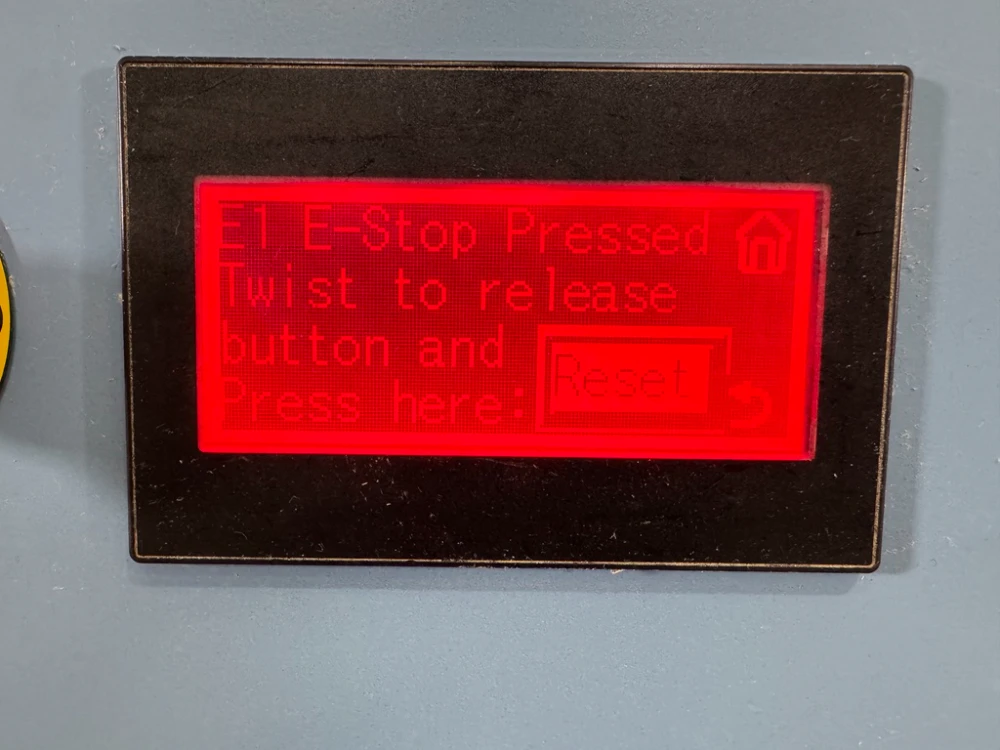 E1 E-Stop Pressed
Twist to release
button and
Press here: Reset